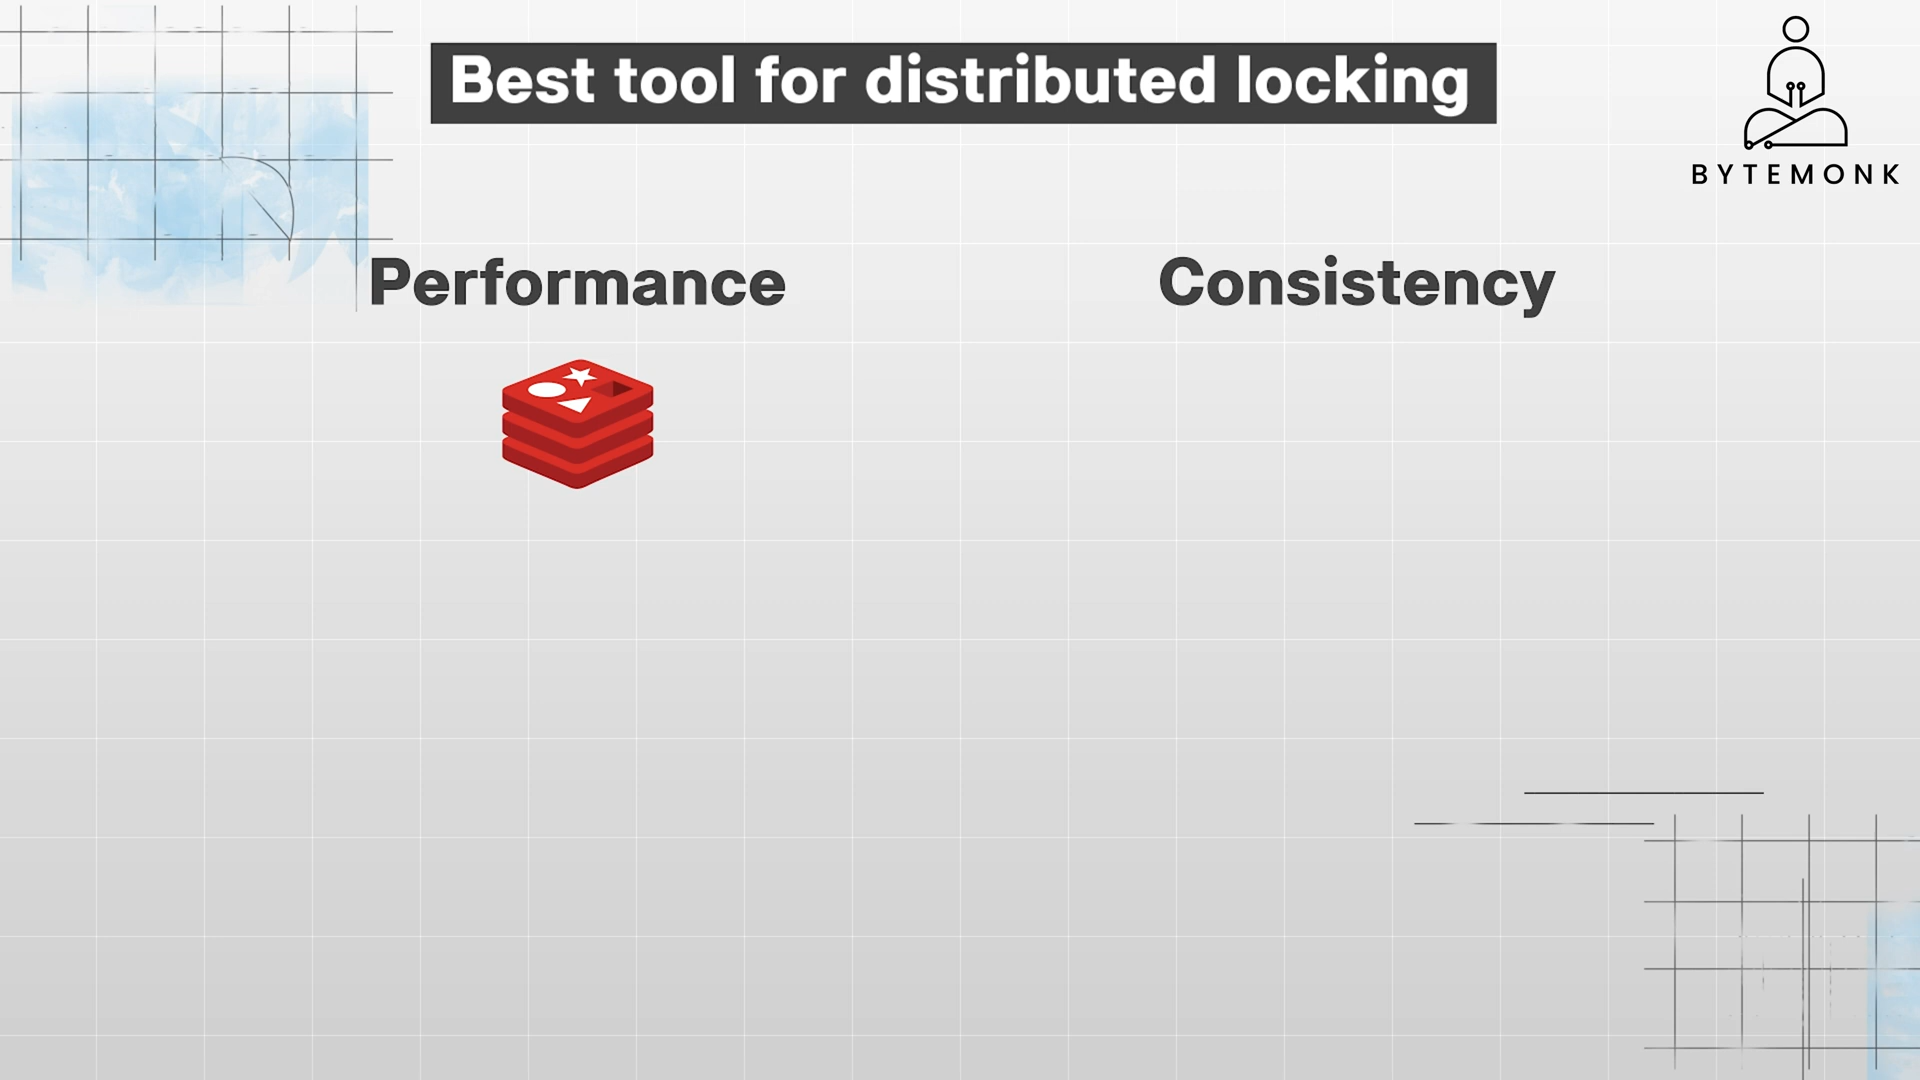 Best tool for distributed locking
BYTEMONK
Performance
Consistency